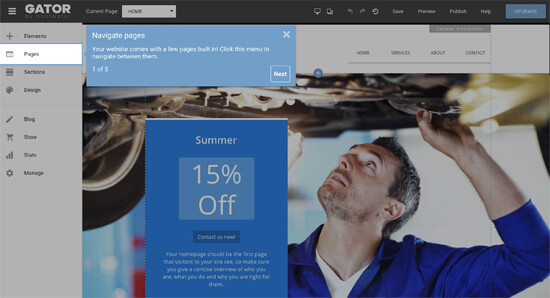 GATOR
Current Page: HOME
Save Preview Publish Help UPGRADE
Elements
Pages
Sections
Design
Blog
Store
Stats
Manage
Navigate pages
Your website comes with a few pages built in! Click this menu to
navigate between them.
1 of 5
Next
HOME SERVICES ABOUT CONTACT
Summer
15%
Off
Contact us now!
Your homepage should be the first page
that visitors to your site see, so make sure
you give a concise overview of who you
are, what you do and why you are right for
them.